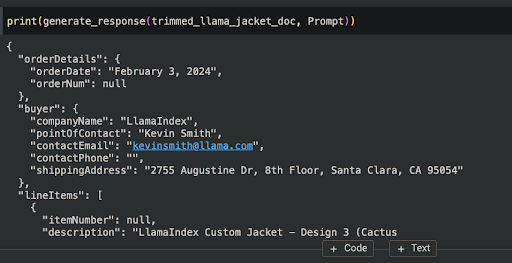 print(generate_response(trimmed_llama_jacket_doc, Prompt))
{
  "orderDetails": {
    "orderDate": "February 3, 2024",
    "orderNum": null
  },
  "buyer": {
    "companyName": "LlamaIndex",
    "pointOfContact": "Kevin Smith",
    "contactEmail": "kevinsmith@llama.com",
    "contactPhone": "",
    "shippingAddress": "2755 Augustine Dr, 8th Floor, Santa Clara, CA 95054"
  },
  "lineItems": [
    {
      "itemNumber": null,
      "description": "LlamaIndex Custom Jacket – Design 3 (Cactus
+ Code + Text